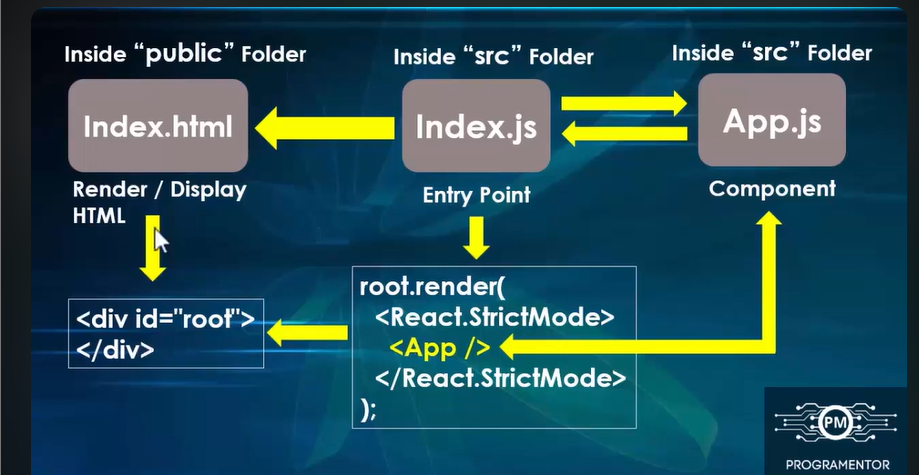 Inside “public” Folder
Inside “src” Folder
Inside “src” Folder
Index.html
Index.js
App.js
Render / Display
HTML
Entry Point
Component
<div id="root">
</div>
root.render(
<React.StrictMode>
<App />
</React.StrictMode>
);
PM
PROGRAMENTOR